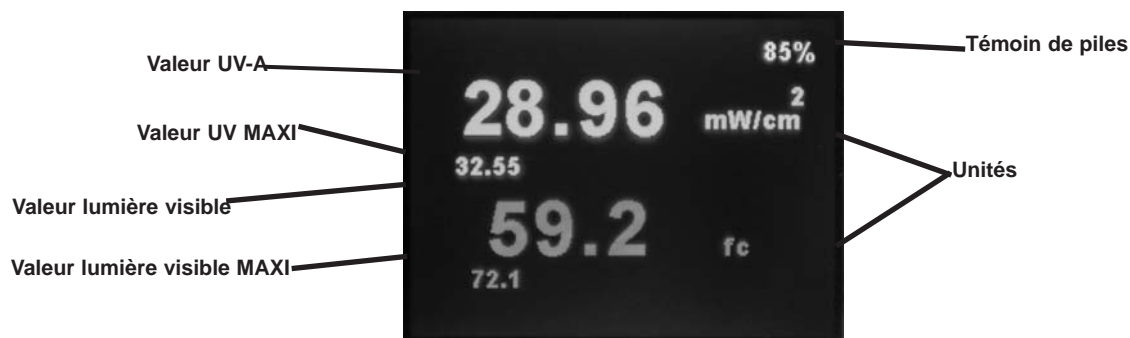 85%
Témoin de piles
Valeur UV-A
28.96 mW/cm2
Valeur UV MAXI
32.55
Unités
Valeur lumière visible
59.2 fc
Valeur lumière visible MAXI
72.1